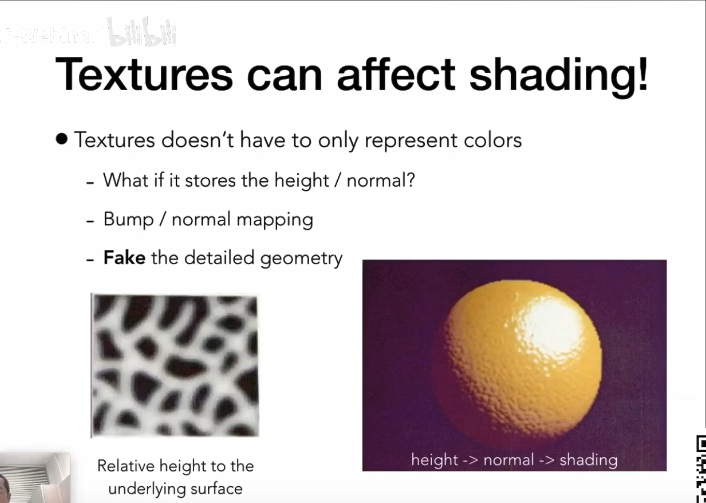 bilibili
Textures can affect shading!
● Textures doesn't have to only represent colors
- What if it stores the height / normal?
- Bump / normal mapping
- Fake the detailed geometry
height -> normal -> shading
Relative height to the
underlying surface